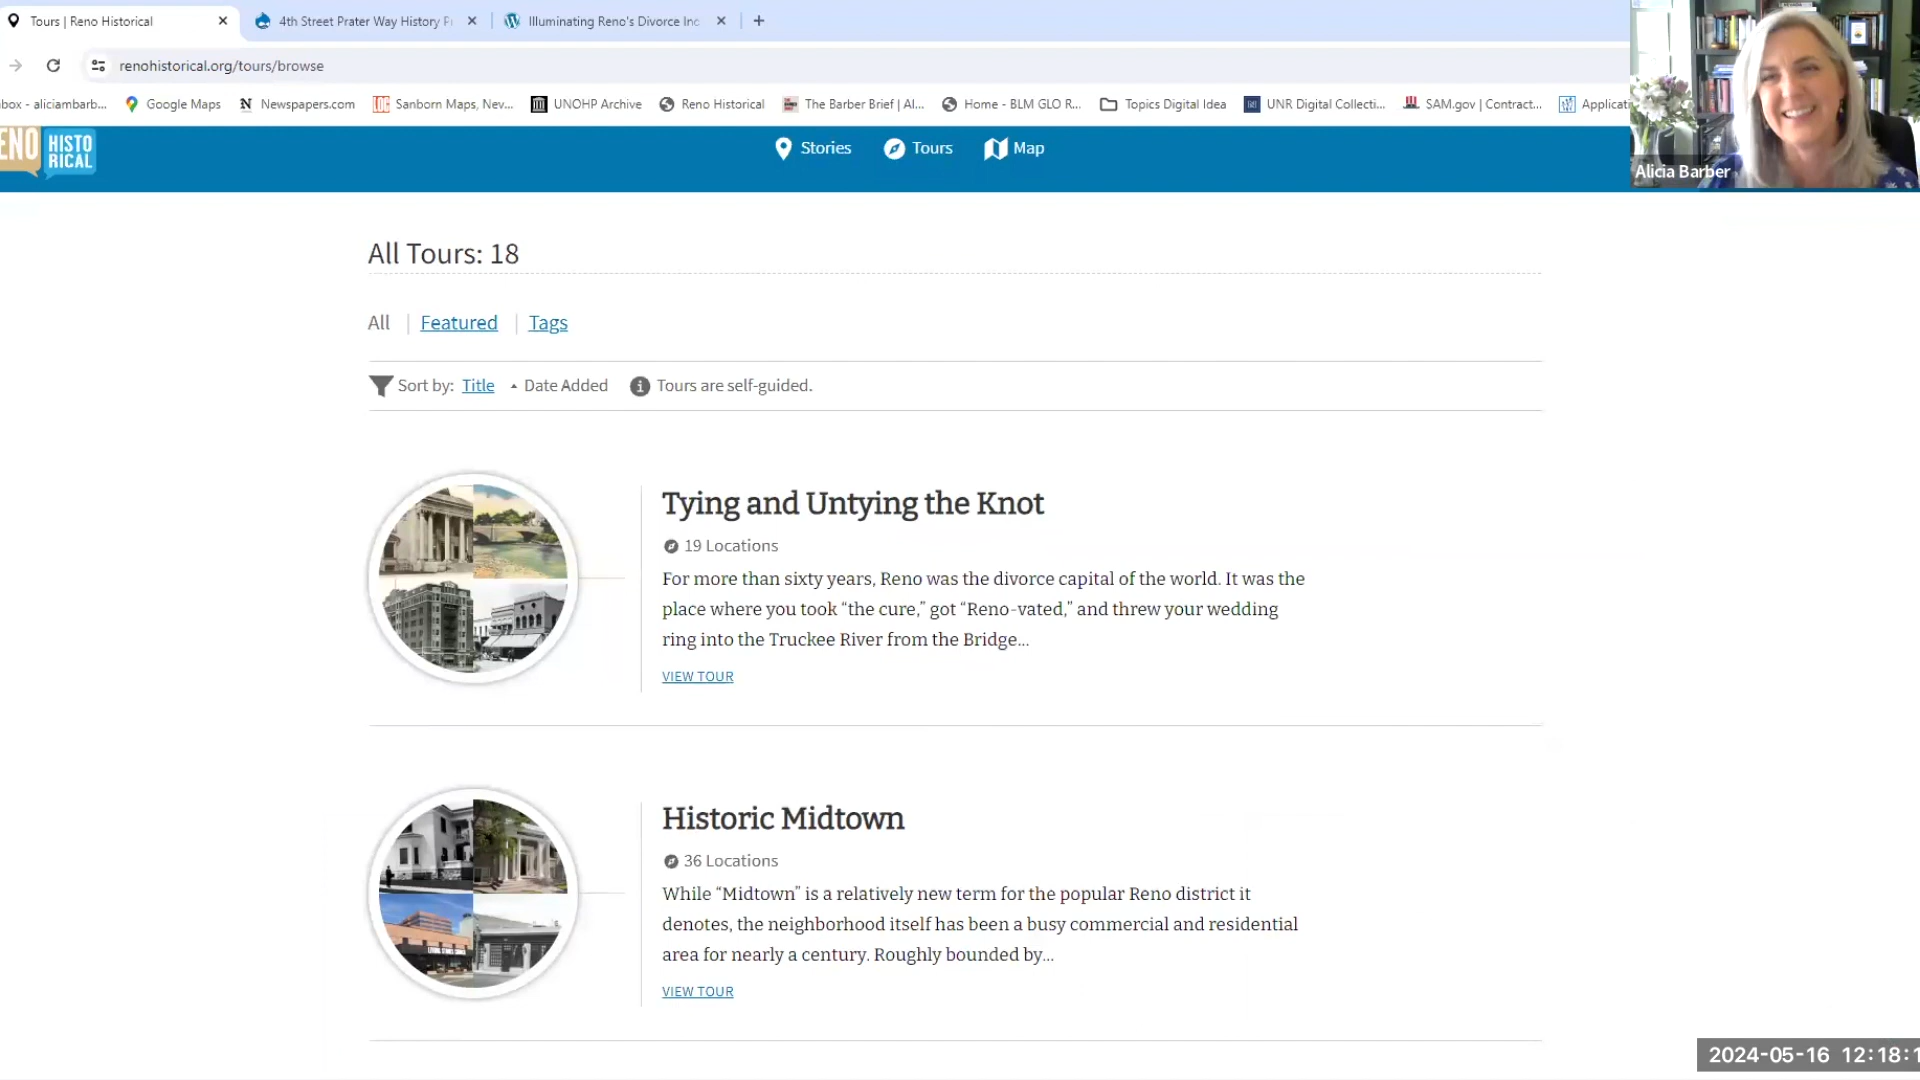 Tours | Reno Historical
4th Street Prater Way History P
Illuminating Reno's Divorce Ind
renohistorical.org/tours/browse
box - aliciambarb...
Google Maps
Newspapers.com
Sanborn Maps, Nev...
UNOHP Archive
Reno Historical
The Barber Brief | Al...
Home - BLM GLO R...
Topics Digital Idea
UNR Digital Collecti...
SAM.gov | Contract...
Applicati
Alicia Barber
ENO HISTO
RICAL
Stories
Tours
Map
All Tours: 18
All | Featured | Tags
Sort by: Title Date Added Tours are self-guided.
Tying and Untying the Knot
19 Locations
For more than sixty years, Reno was the divorce capital of the world. It was the
place where you took “the cure,” got “Reno-vated,” and threw your wedding
ring into the Truckee River from the Bridge...
VIEW TOUR
Historic Midtown
36 Locations
While “Midtown” is a relatively new term for the popular Reno district it
denotes, the neighborhood itself has been a busy commercial and residential
area for nearly a century. Roughly bounded by...
VIEW TOUR
2024-05-16 12:18:1